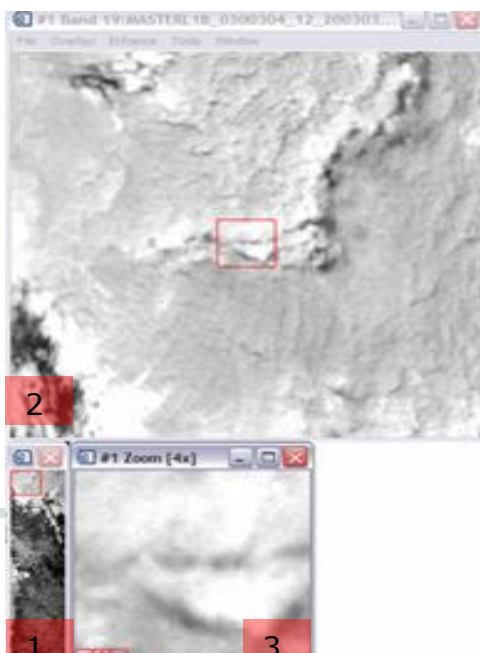 #1 Band 19:MASTERL1B_0300304_12_200303...
File Overlay Enhance Tools Window
2
#1 Zoom [4x]
1
3